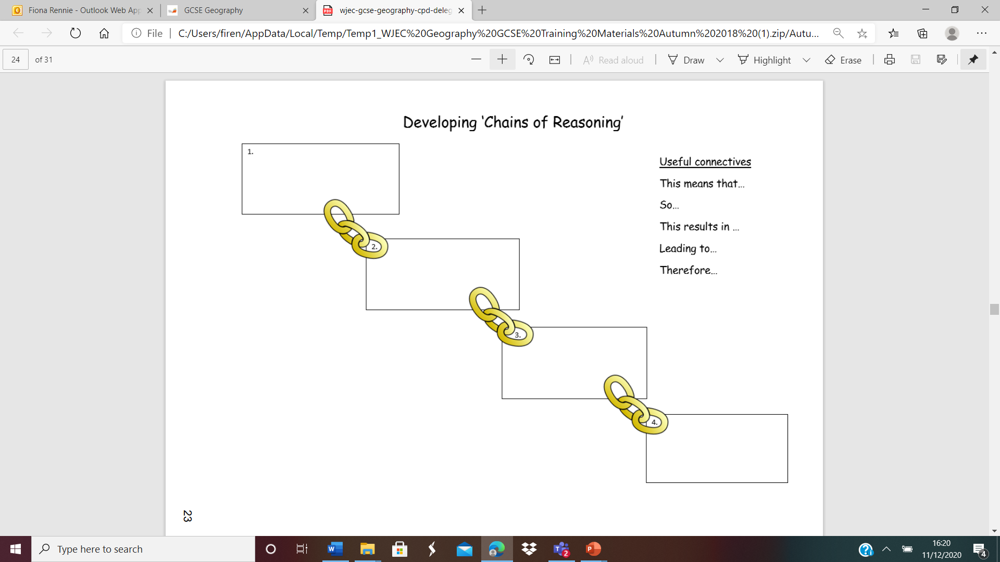 Fiona Rennie - Outlook Web App
GCSE Geography
wjec-gcse-geography-cpd-deleg
File
C:/Users/firen/AppData/Local/Temp/Temp1_WJEC%20Geography%20GCSE%20Training%20Materials%20Autumn%202018%20(1).zip/Autu...
24 of 31
Read aloud
Draw
Highlight
Erase
Developing 'Chains of Reasoning'
1.
Useful connectives
This means that...
So...
This results in ...
Leading to...
Therefore...
2.
3.
4.
23
Type here to search
2
16:20
11/12/2020
4